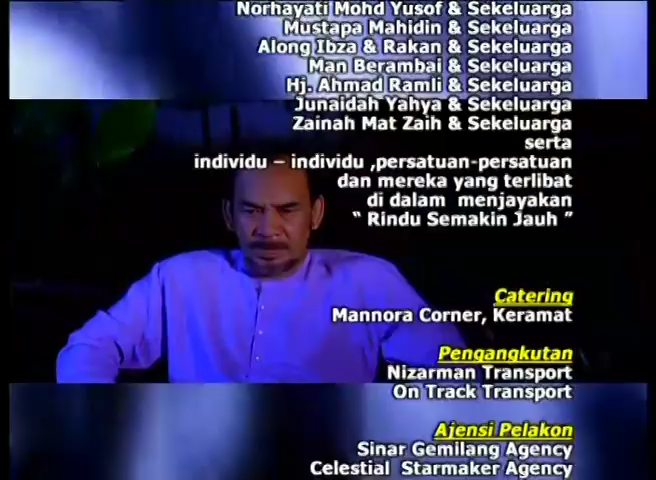 Norhayati Mohd Yusof & Sekeluarga
Mustapa Mahidin & Sekeluarga
Along Ibza & Rakan & Sekeluarga
Man Berambai & Sekeluarga
Hj. Ahmad Ramli & Sekeluarga
Junaidah Yahya & Sekeluarga
Zainah Mat Zaih & Sekeluarga
serta
individu – individu ,persatuan-persatuan
dan mereka yang terlibat
di dalam menjayakan
“ Rindu Semakin Jauh ”
Catering
Mannora Corner, Keramat
Pengangkutan
Nizarman Transport
On Track Transport
Ajensi Pelakon
Sinar Gemilang Agency
Celestial Starmaker Agency